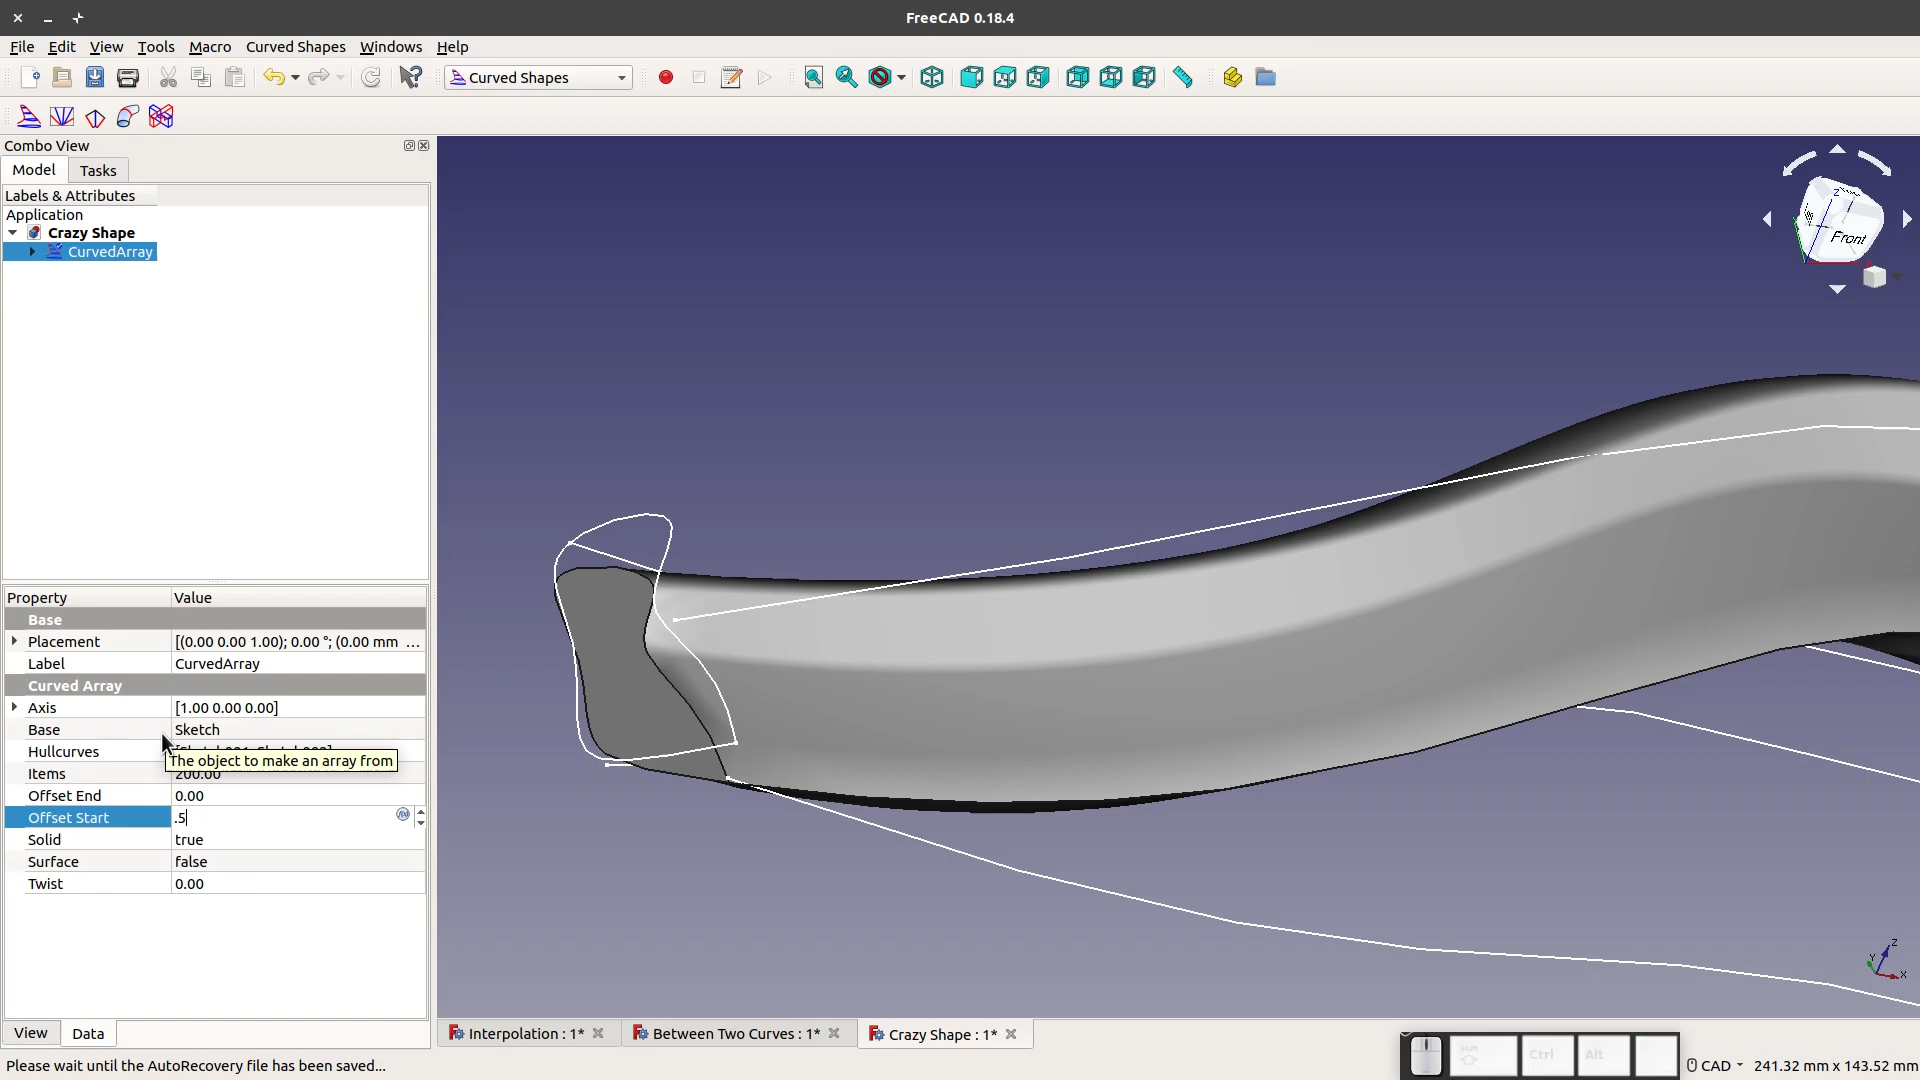 FreeCAD 0.18.4
File Edit View Tools Macro Curved Shapes Windows Help
Curved Shapes
Combo View
Model Tasks
Labels & Attributes
Application
Crazy Shape
CurvedArray
Front
Property Value
Base
Placement [(0.00 0.00 1.00); 0.00 °; (0.00 mm ...
Label CurvedArray
Curved Array
Axis [1.00 0.00 0.00]
Base Sketch
Hullcurves
The object to make an array from
Items 200.00
Offset End 0.00
Offset Start .5
Solid true
Surface false
Twist 0.00
Z
Y
X
View Data
Interpolation : 1* Between Two Curves : 1* Crazy Shape : 1*
Ctrl Alt
CAD 241.32 mm x 143.52 mm
Please wait until the AutoRecovery file has been saved...